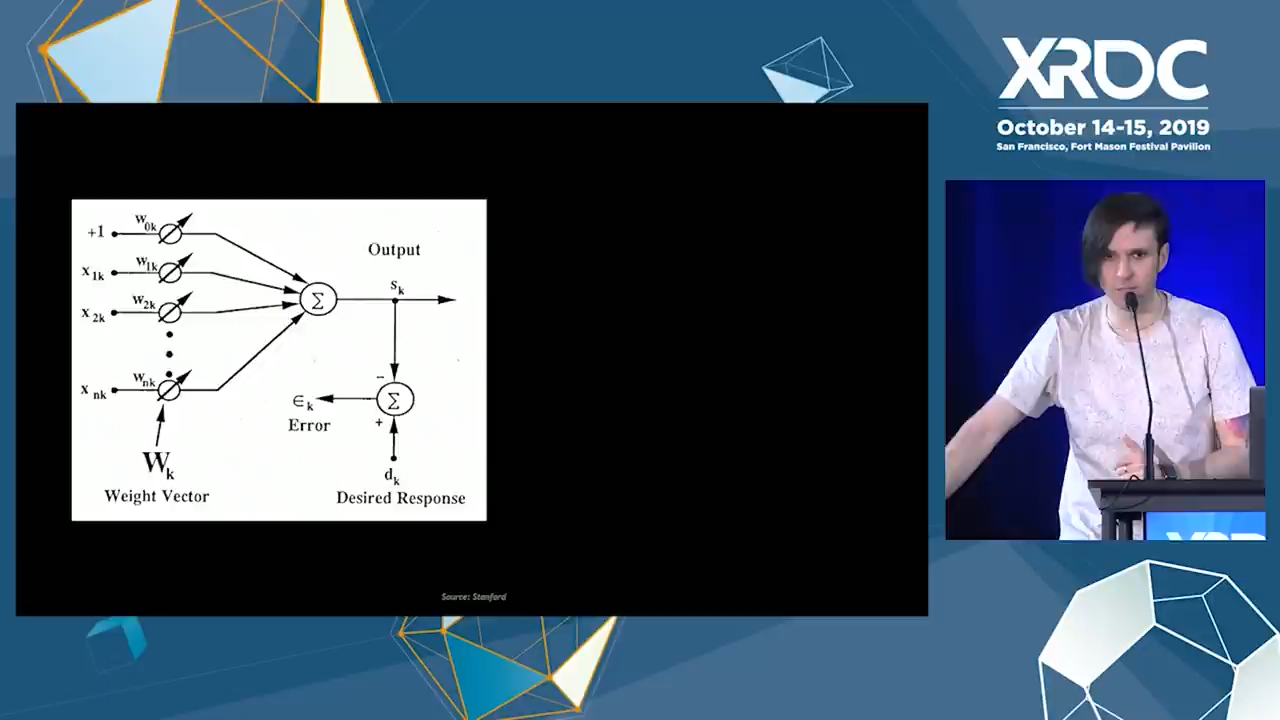 XRDC
October 14-15, 2019
San Francisco, Fort Mason Festival Pavilion
+1
w0k
x1k
w1k
x2k
w2k
xnk
wnk
Wk
Weight Vector
Σ
Output
sk
−
Σ
+
∈k
Error
dk
Desired Response
Source: Stanford